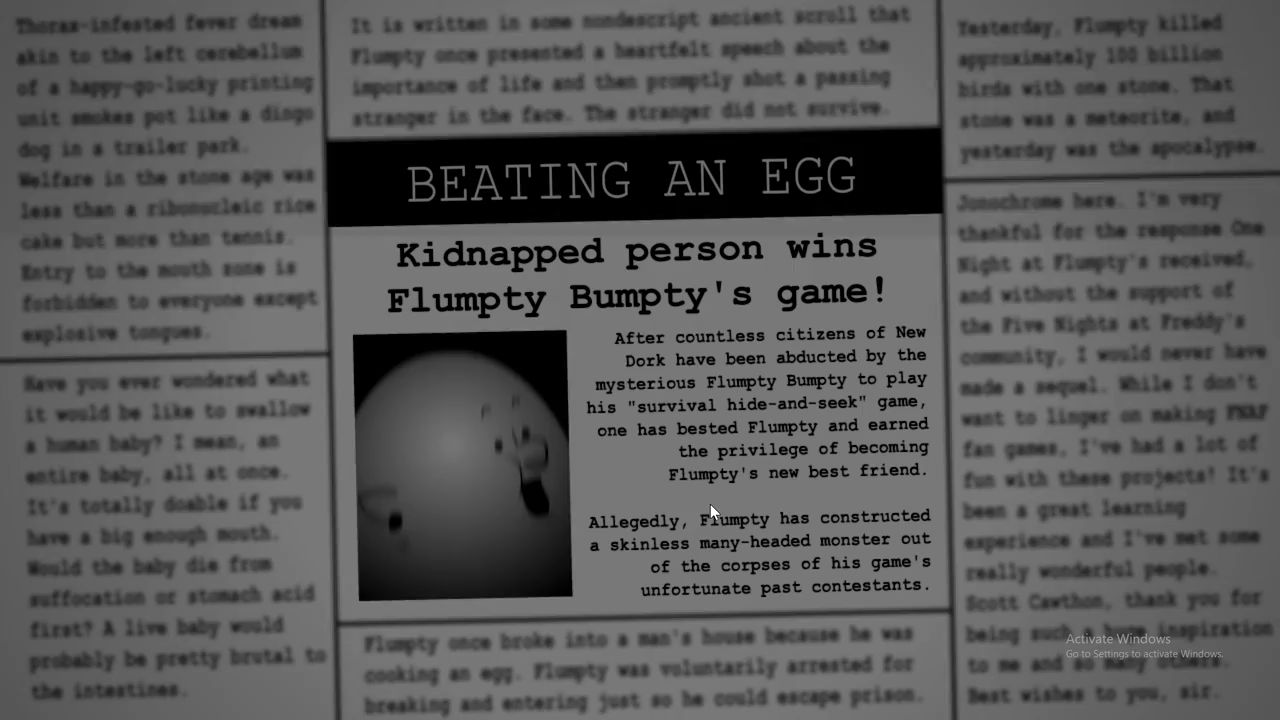 Thorax-infested fever dream
akin to the left cerebellum
of a happy-go-lucky printing
unit smokes pot like a dingo
dog in a trailer park.
Welfare in the stone age was
less than a ribonucleic rice
cake but more than tennis.
Entry to the mouth zone is
forbidden to everyone except
explosive tongues.
Have you ever wondered what
it would be like to swallow
a human baby? I mean, an
entire baby, all at once.
It's totally doable if you
have a big enough mouth.
Would the baby die from
suffocation or stomach acid
first? A live baby would
probably be pretty brutal to
the intestines.
It is written in some nondescript ancient scroll that
Flumpty once presented a heartfelt speech about the
importance of life and then promptly shot a passing
stranger in the face. The stranger did not survive.
BEATING AN EGG
Kidnapped person wins
Flumpty Bumpty's game!
After countless citizens of New
Dork have been abducted by the
mysterious Flumpty Bumpty to play
his "survival hide-and-seek" game,
one has bested Flumpty and earned
the privilege of becoming
Flumpty's new best friend.
Allegedly, Flumpty has constructed
a skinless many-headed monster out
of the corpses of his game's
unfortunate past contestants.
Flumpty once broke into a man's house because he was
cooking an egg. Flumpty was voluntarily arrested for
breaking and entering just so he could escape prison.
Yesterday, Flumpty killed
approximately 100 billion
birds with one stone. That
stone was a meteorite, and
yesterday was the apocalypse.
Jonochrome here. I'm very
thankful for the response One
Night at Flumpty's received,
and without the support of
the Five Nights at Freddy's
community, I would never have
made a sequel. While I don't
want to linger on making FNAF
fan games, I've had a lot of
fun with these projects! It's
been a great learning
experience and I've met some
really wonderful people.
Scott Cawthon, thank you for
being such a huge inspiration
to me and so many others.
Best wishes to you, sir.
Activate Windows
Go to Settings to activate Windows.